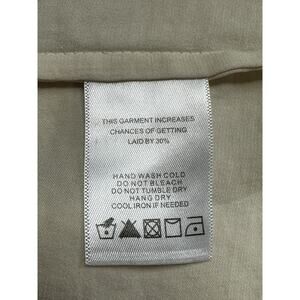 THIS GARMENT INCREASES
CHANCES OF GETTING
LAID BY 30%
HAND WASH COLD
DO NOT BLEACH
DO NOT TUMBLE DRY
HANG DRY
COOL IRON IF NEEDED